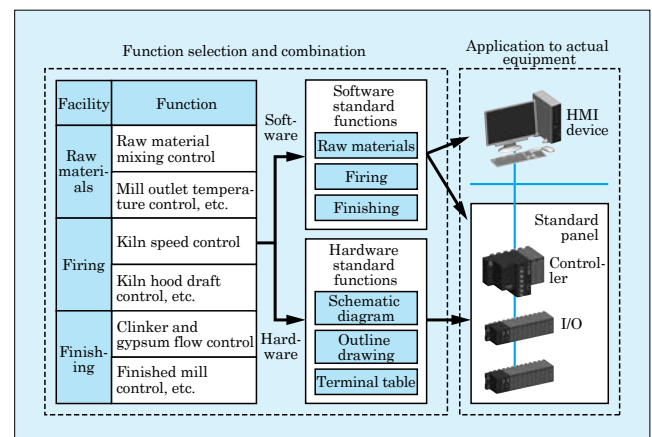 Function selection and combination
Application to actual
equipment
Facility
Function
Raw
materi-
als
Raw material
mixing control
Mill outlet tempera-
ture control, etc.
Firing
Kiln speed control
Kiln hood draft
control, etc.
Finish-
ing
Clinker and
gypsum flow control
Finished mill
control, etc.
Soft-
ware
Hard-
ware
Software
standard
functions
Raw materials
Firing
Finishing
Hardware
standard
functions
Schematic
diagram
Outline
drawing
Terminal table
HMI
device
Standard
panel
Control-
ler
I/O